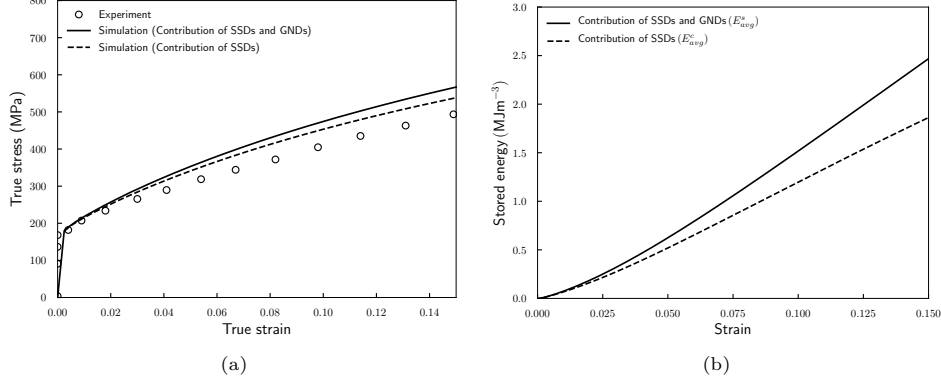 800
700
600
500
400
300
200
100
0
True stress (MPa)
Experiment
Simulation (Contribution of SSDs and GNDs)
Simulation (Contribution of SSDs)
0.00 0.02 0.04 0.06 0.08 0.10 0.12 0.14
True strain
(a)
3.0
2.5
2.0
1.5
1.0
0.5
0.0
Stored energy (MJm⁻³)
Contribution of SSDs and GNDs (E^s_avg)
Contribution of SSDs (E^c_avg)
0.000 0.025 0.050 0.075 0.100 0.125 0.150
Strain
(b)